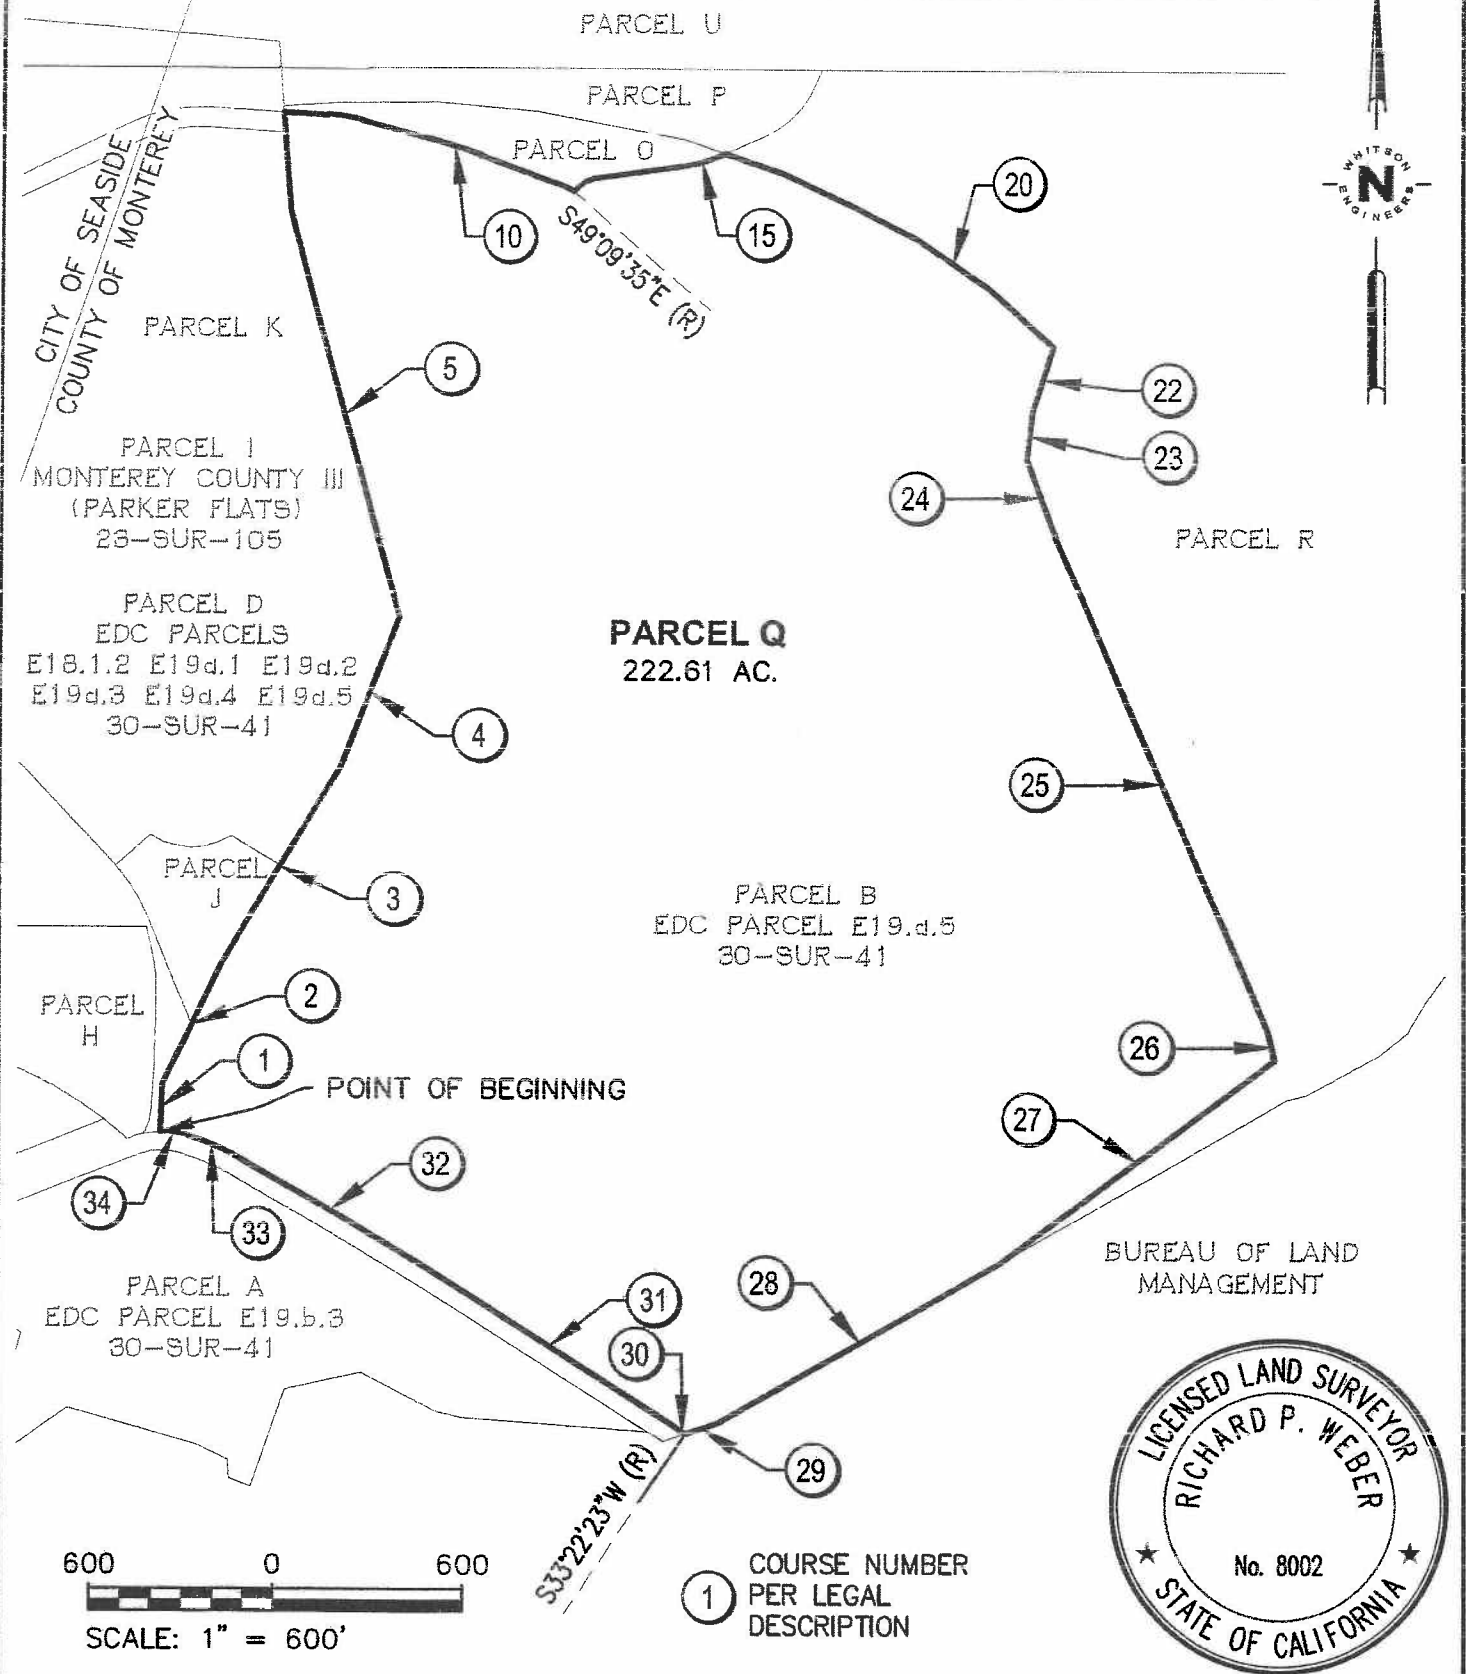 PARCEL U
PARCEL P
PARCEL O
WHITSON
N
ENGINEERS
CITY OF SEASIDE
COUNTY OF MONTEREY
20
10
15
S49°09'35"E (R)
PARCEL K
5
22
23
24
PARCEL I
MONTEREY COUNTY III
(PARKER FLATS)
23-SUR-105
PARCEL R
PARCEL D
EDC PARCELS
E18.1.2 E19d.1 E19d.2
E19d.3 E19d.4 E19d.5
30-SUR-41
PARCEL Q
222.61 AC.
4
25
PARCEL
J
3
PARCEL B
EDC PARCEL E19.d.5
30-SUR-41
PARCEL
H
2
1
26
POINT OF BEGINNING
27
32
34
33
PARCEL A
EDC PARCEL E19.b.3
30-SUR-41
BUREAU OF LAND
MANAGEMENT
28
31
30
29
S33°22'23"W (R)
LICENSED LAND SURVEYOR
RICHARD P. WEBER
No. 8002
STATE OF CALIFORNIA
600 0 600
SCALE: 1" = 600'
1
COURSE NUMBER
PER LEGAL
DESCRIPTION